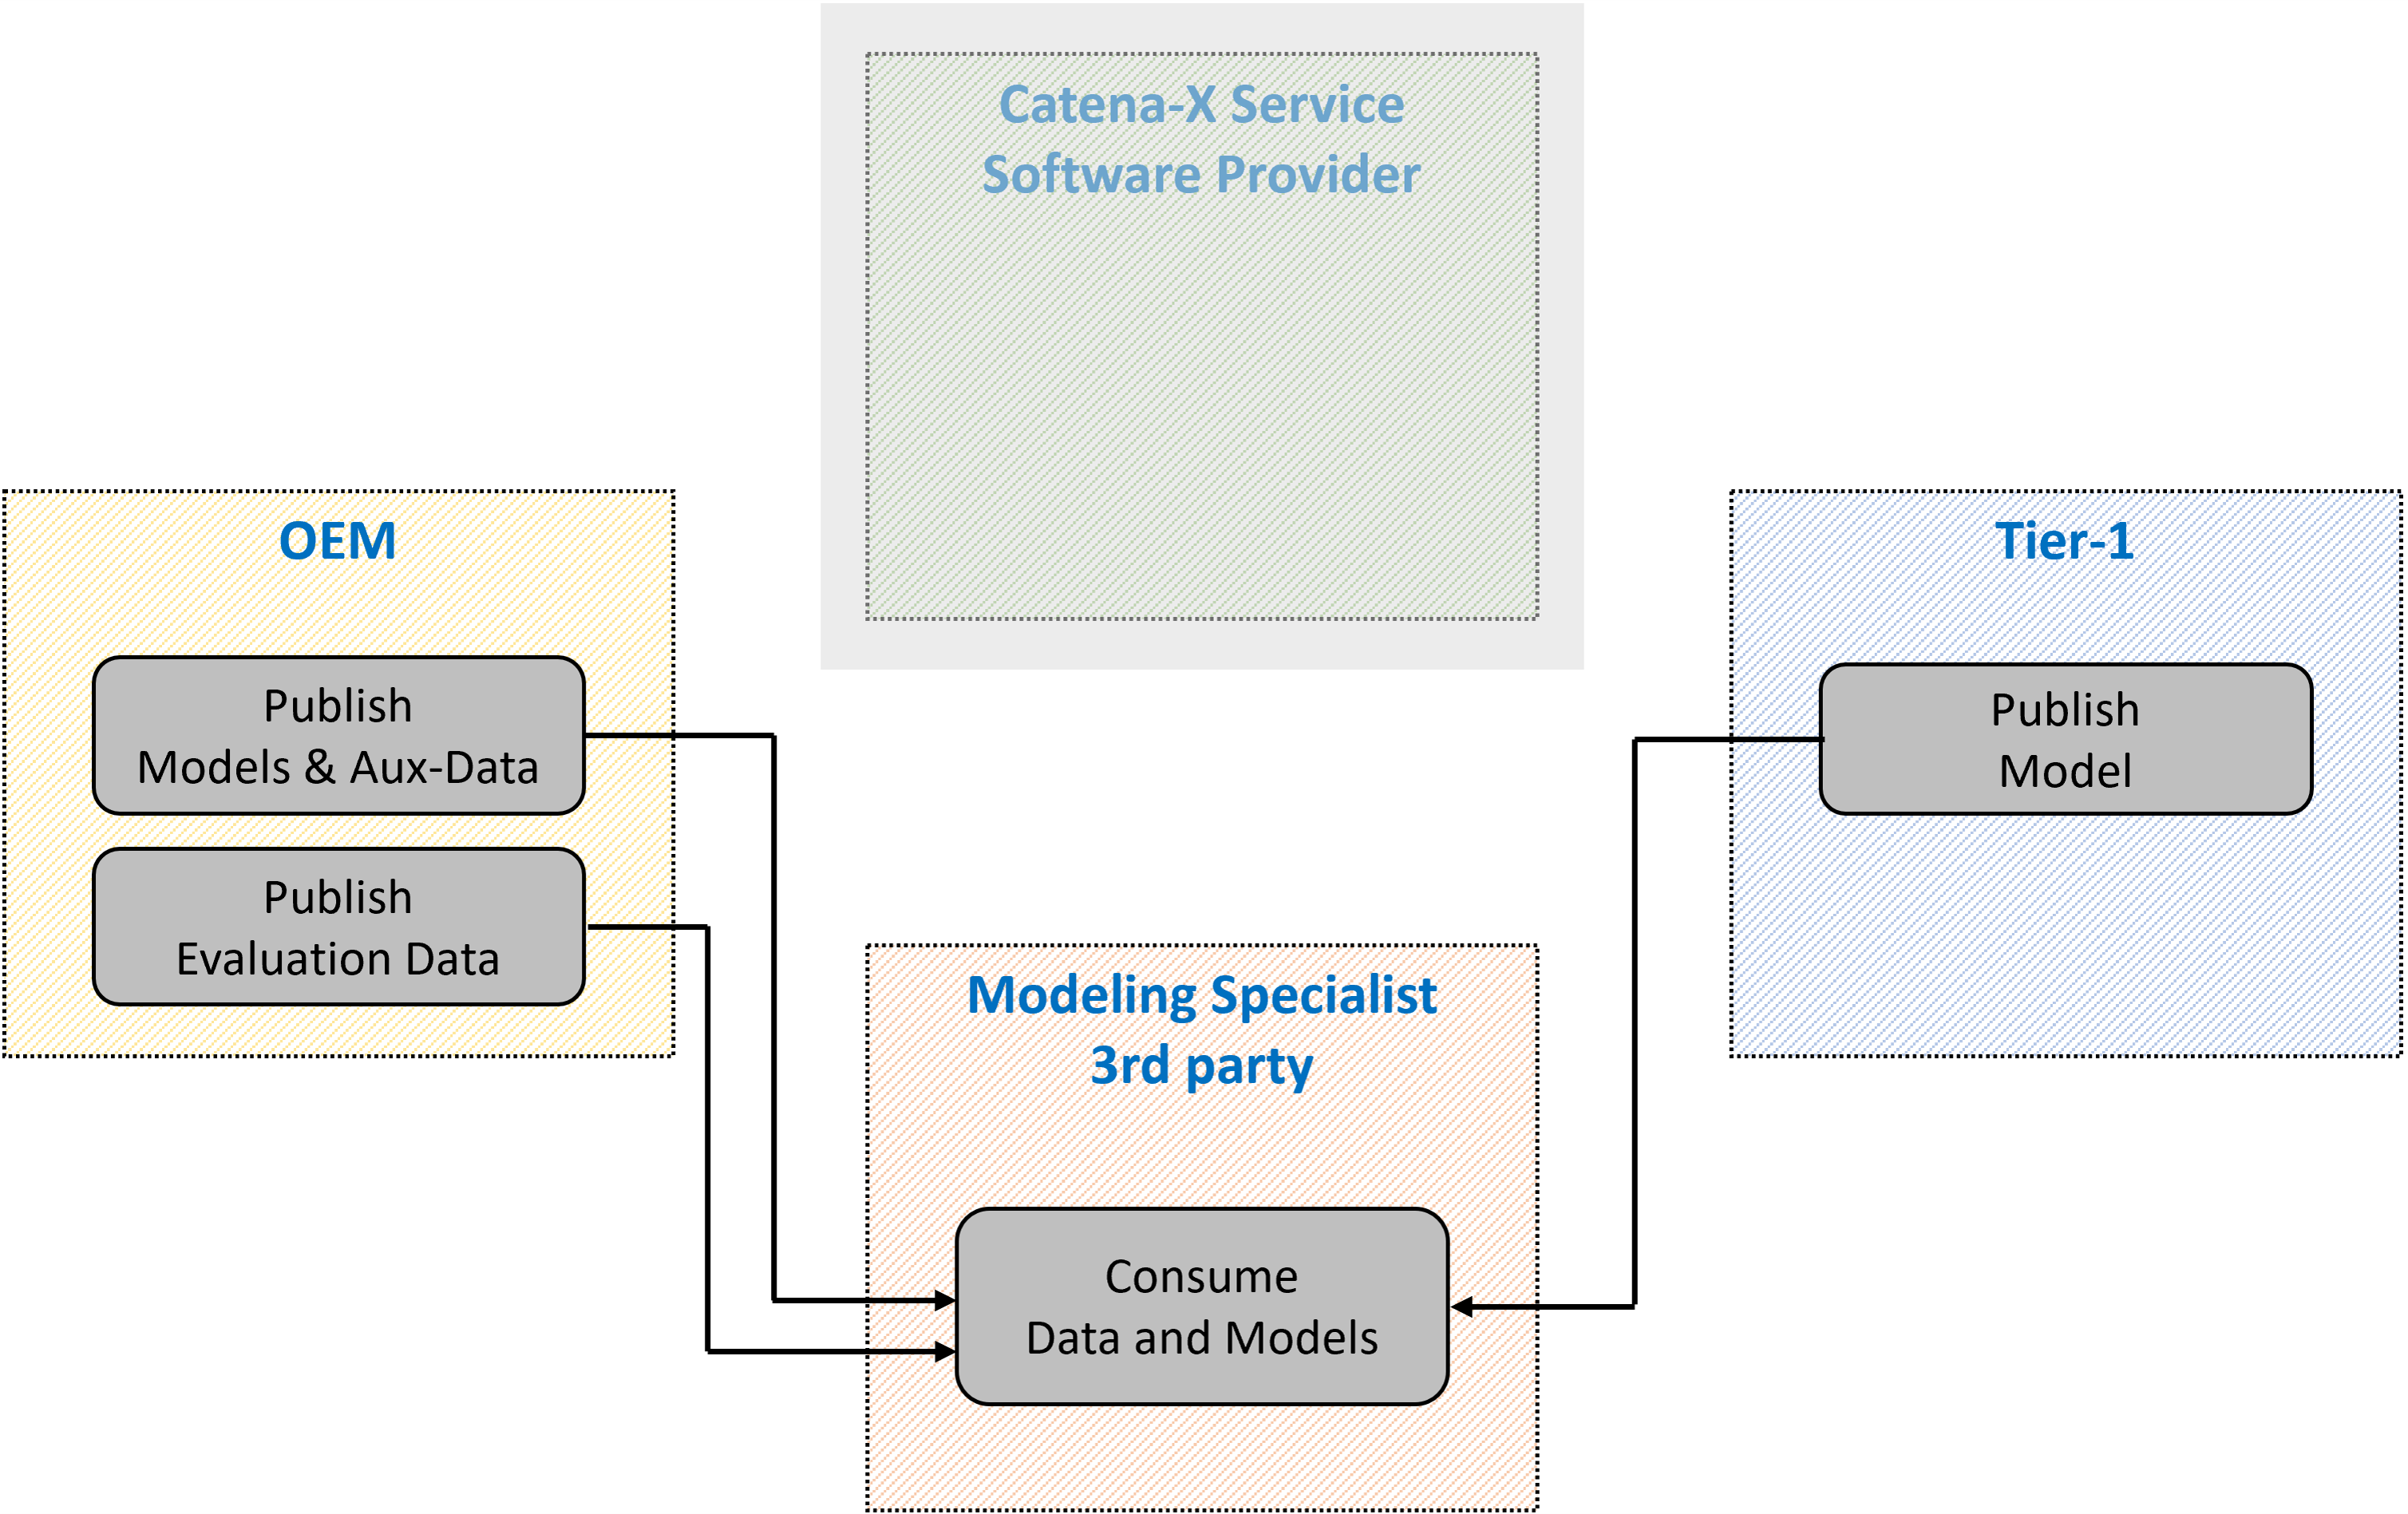 Catena-X Service
Software Provider
OEM
Publish
Models & Aux-Data
Publish
Evaluation Data
Tier-1
Publish
Model
Modeling Specialist
3rd party
Consume
Data and Models